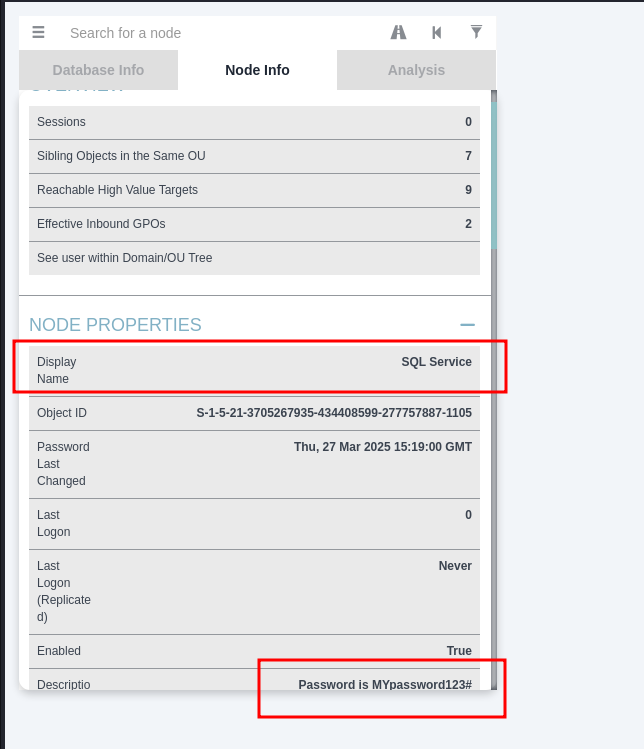 Search for a node
Database Info
Node Info
Analysis
OVERVIEW
Sessions 0
Sibling Objects in the Same OU 7
Reachable High Value Targets 9
Effective Inbound GPOs 2
See user within Domain/OU Tree
NODE PROPERTIES
Display SQL Service
Name
Object ID S-1-5-21-3705267935-434408599-277757887-1105
Password Thu, 27 Mar 2025 15:19:00 GMT
Last
Changed
Last 0
Logon
Last Never
Logon
(Replicate
d)
Enabled True
Descriptio Password is MYpassword123#